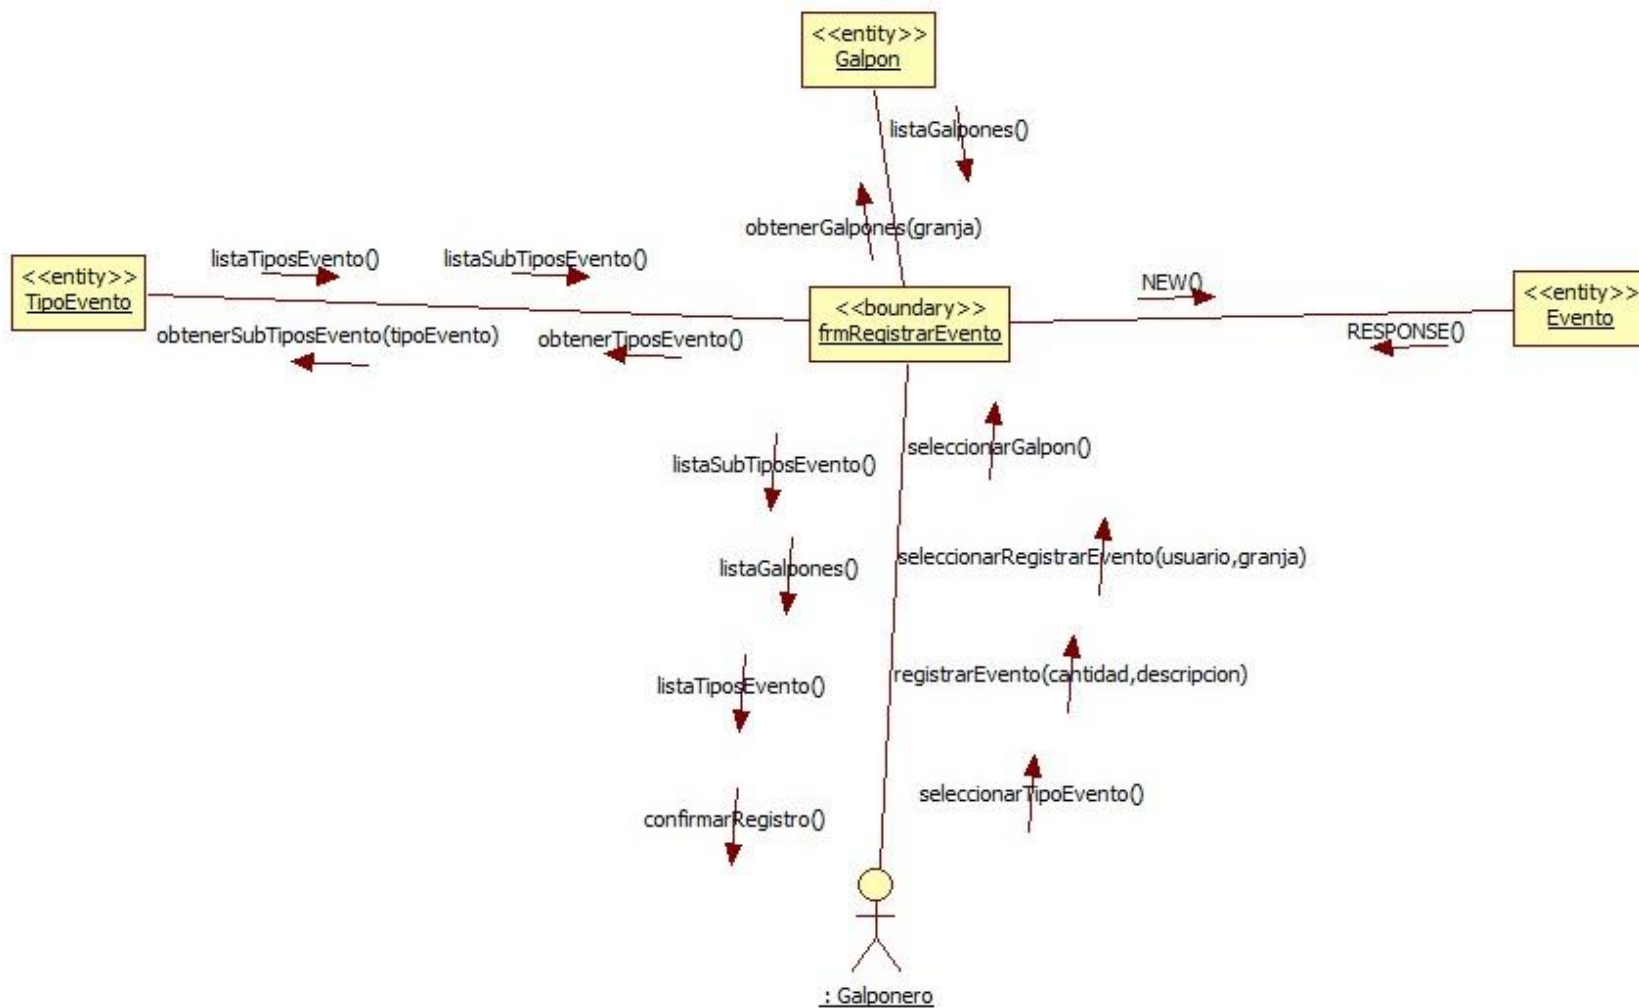 <<entity>>
Galpon
listaGalpones()
obtenerGalpones(granja)
listaTiposEvento()
listaSubTiposEvento()
<<entity>>
TipoEvento
obtenerSubTiposEvento(tipoEvento)
obtenerTiposEvento()
<<boundary>>
frmRegistrarEvento
NEW()
RESPONSE()
<<entity>>
Evento
listaSubTiposEvento()
seleccionarGalpon()
listaGalpones()
seleccionarRegistrarEvento(usuario,granja)
listaTiposEvento()
registrarEvento(cantidad,descripcion)
confirmarRegistro()
seleccionarTipoEvento()
: Galponero